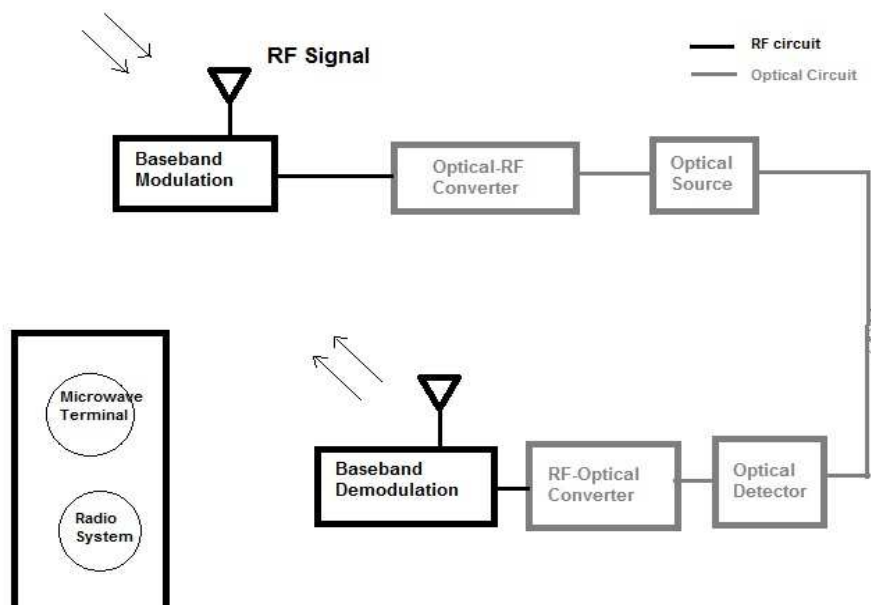 RF Signal
RF circuit
Optical Circuit
Baseband
Modulation
Optical-RF
Converter
Optical
Source
Microwave
Terminal
Radio
System
Baseband
Demodulation
RF-Optical
Converter
Optical
Detector